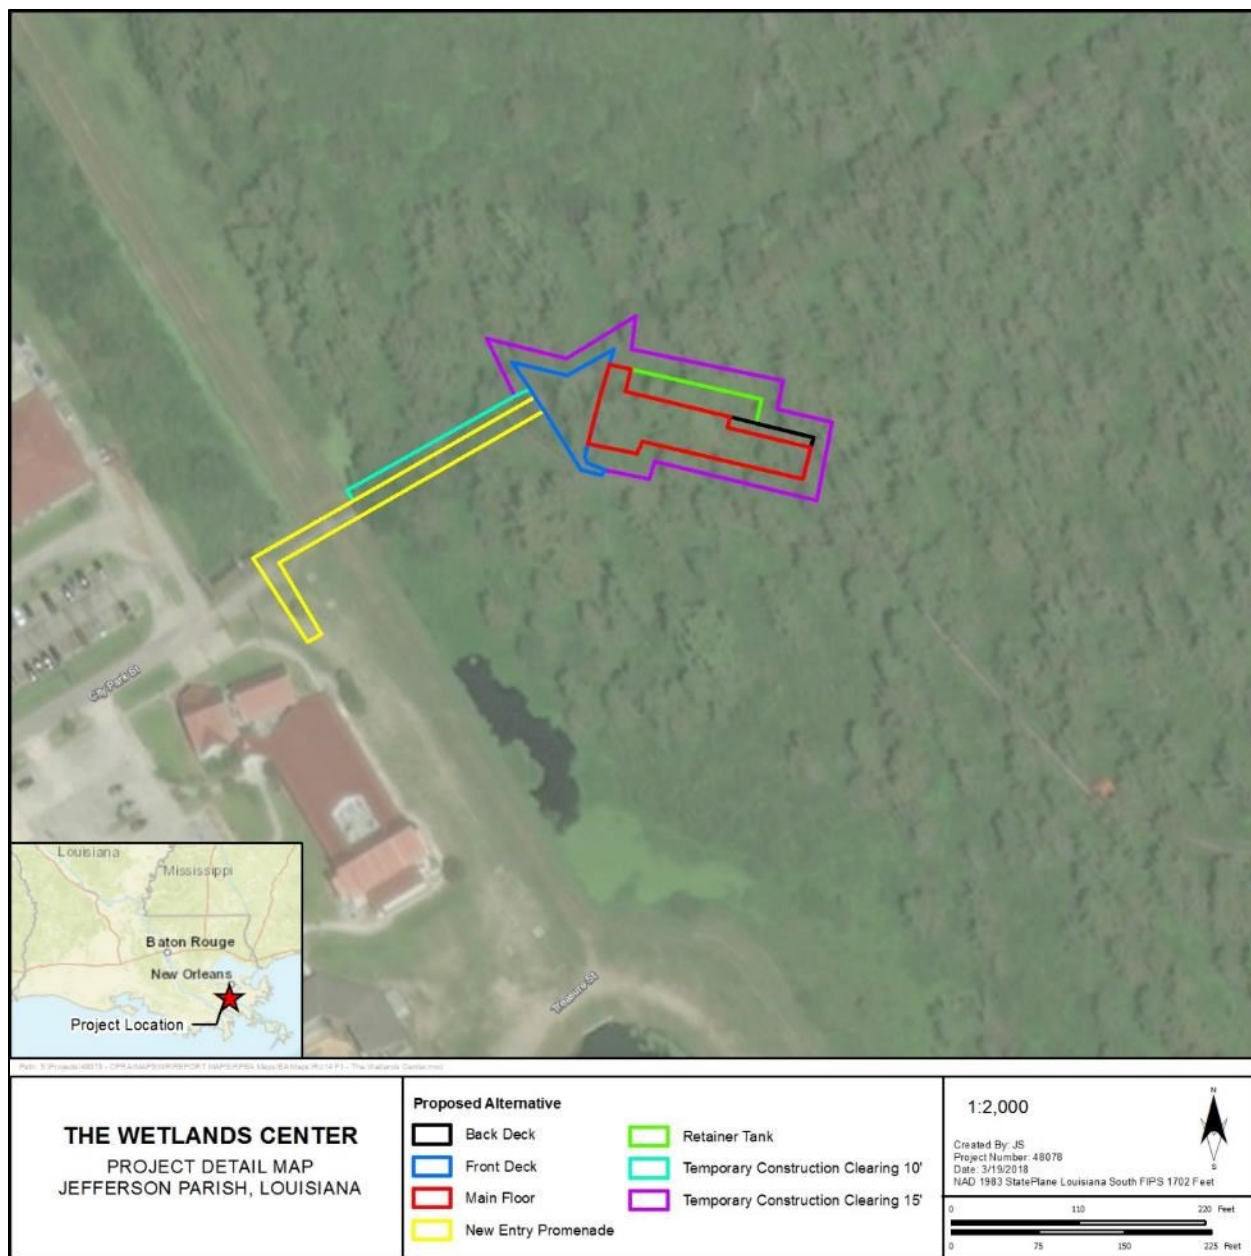 City Park St
Treasure St
Louisiana
Mississippi
Baton Rouge
New Orleans
Project Location
THE WETLANDS CENTER
PROJECT DETAIL MAP
JEFFERSON PARISH, LOUISIANA
Proposed Alternative
Back Deck
Front Deck
Main Floor
New Entry Promenade
Retainer Tank
Temporary Construction Clearing 10'
Temporary Construction Clearing 15'
1:2,000
N
S
Created By: JS
Project Number: 48078
Date: 3/19/2018
NAD 1983 StatePlane Louisiana South FIPS 1702 Feet
0 110 220 Feet
0 75 150 225 Feet